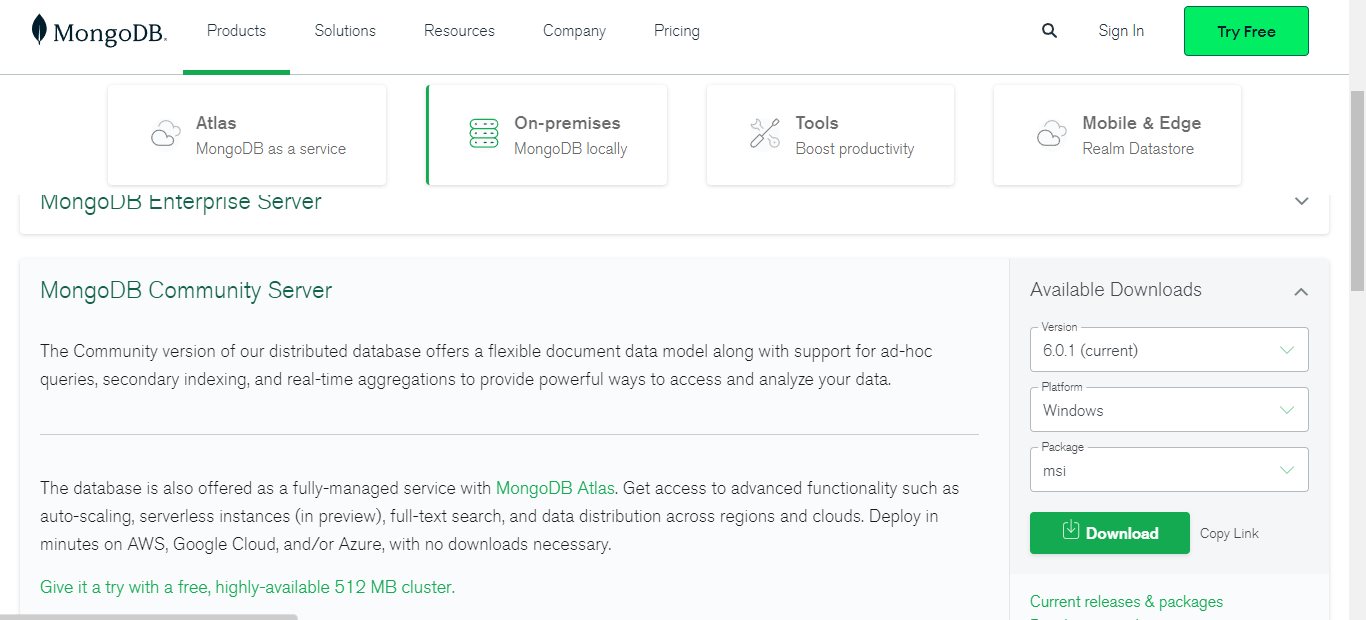 MongoDB.
Products
Solutions
Resources
Company
Pricing
Sign In
Try Free
Atlas
MongoDB as a service
On-premises
MongoDB locally
Tools
Boost productivity
Mobile & Edge
Realm Datastore
MongoDB Enterprise Server
MongoDB Community Server
The Community version of our distributed database offers a flexible document data model along with support for ad-hoc
queries, secondary indexing, and real-time aggregations to provide powerful ways to access and analyze your data.
The database is also offered as a fully-managed service with MongoDB Atlas. Get access to advanced functionality such as
auto-scaling, serverless instances (in preview), full-text search, and data distribution across regions and clouds. Deploy in
minutes on AWS, Google Cloud, and/or Azure, with no downloads necessary.
Give it a try with a free, highly-available 512 MB cluster.
Available Downloads
Version
6.0.1 (current)
Platform
Windows
Package
msi
Download
Copy Link
Current releases & packages